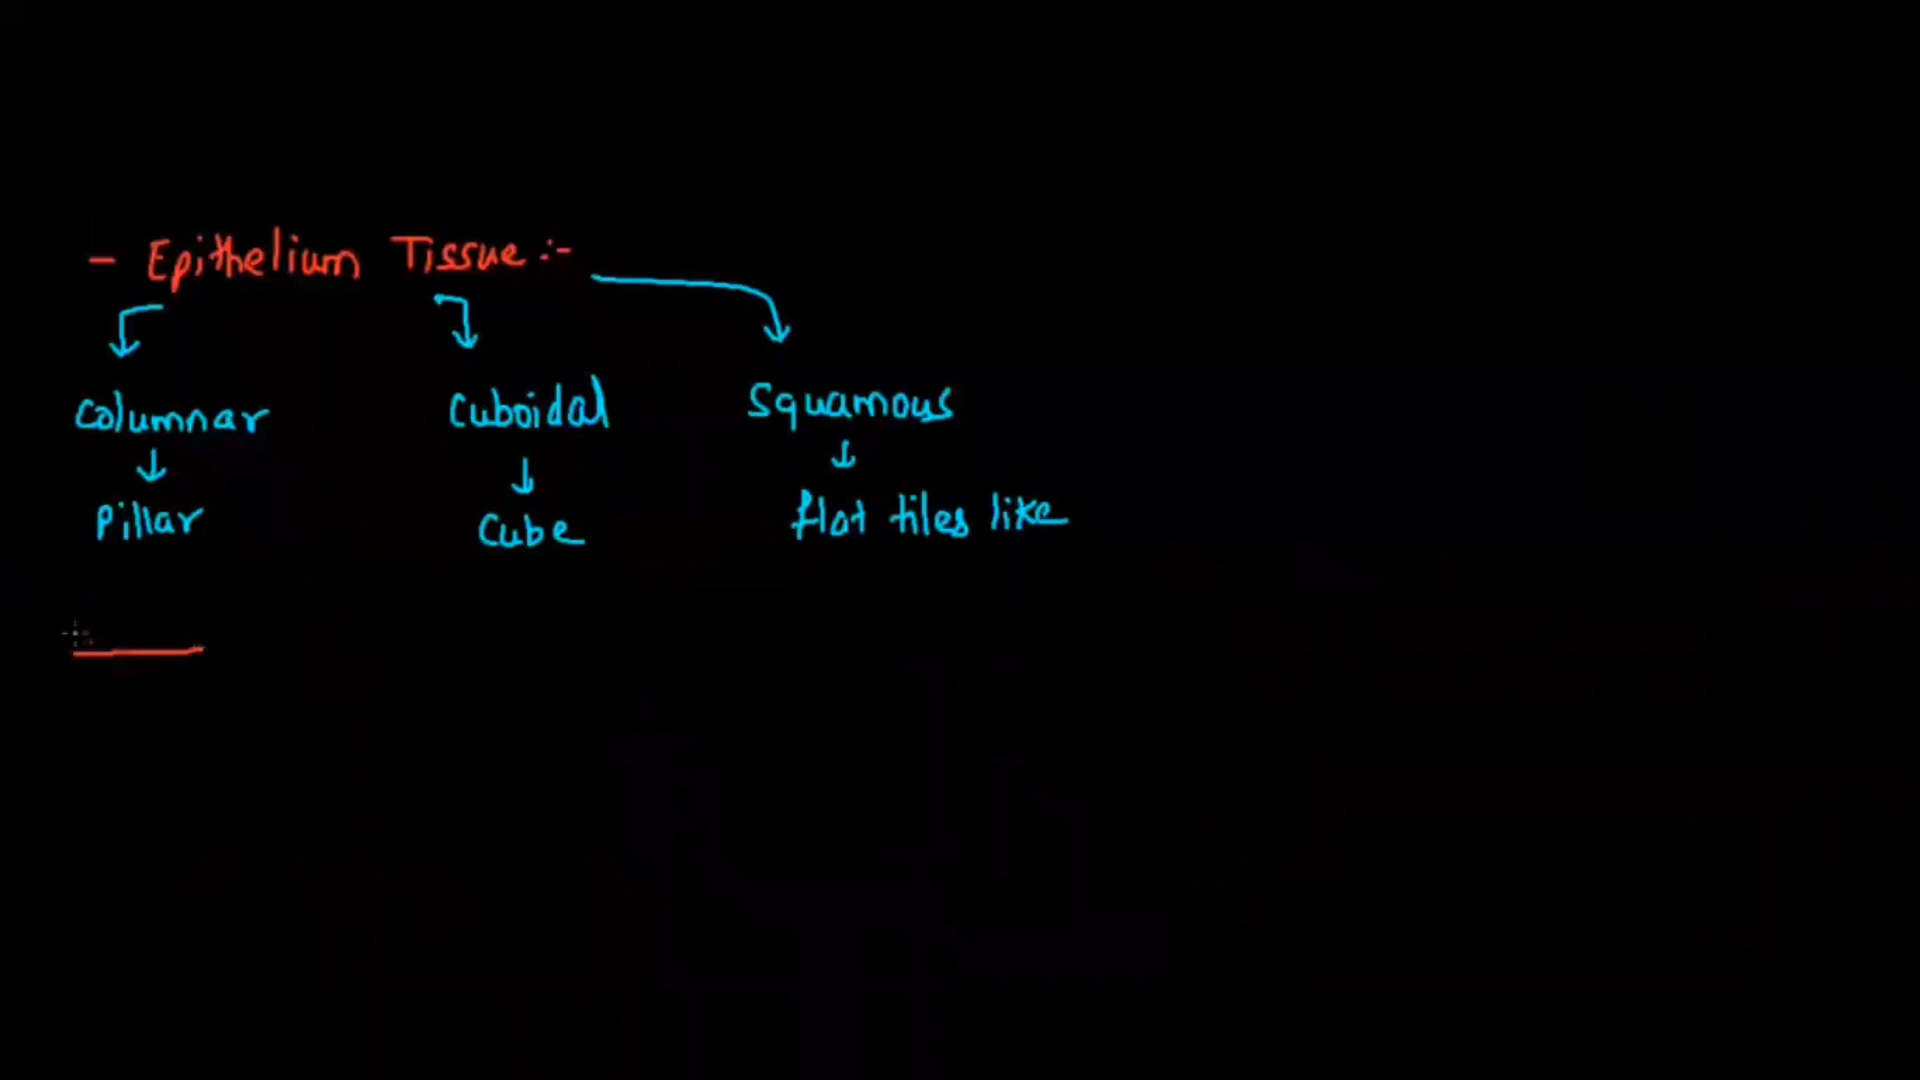 - Epithelium Tissue :-
Columnar Cuboidal Squamous
Pillar Cube flat tiles like